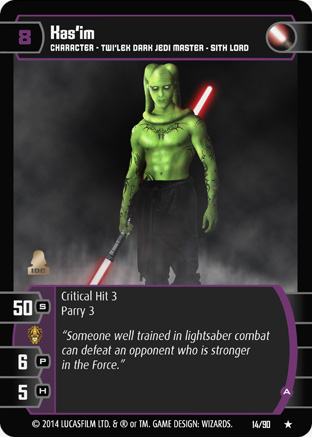 8 Kas'im
CHARACTER - TWI'LEK DARK JEDI MASTER - SITH LORD
IDC
50 S
Critical Hit 3
Parry 3
"Someone well trained in lightsaber combat
can defeat an opponent who is stronger
in the Force."
6 P
5 H
A
© 2014 LUCASFILM LTD. & ® OR TM. GAME DESIGN: WIZARDS. 14/90 ★